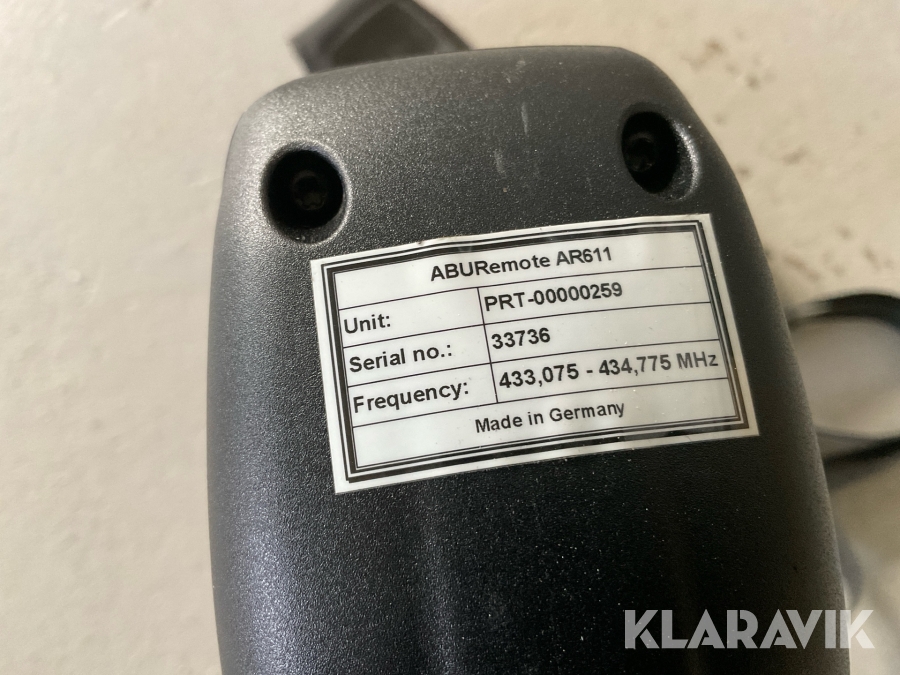 ABURemote AR611
Unit: PRT-00000259
Serial no.: 33736
Frequency: 433,075 - 434,775 MHz
Made in Germany
KLARAVIK